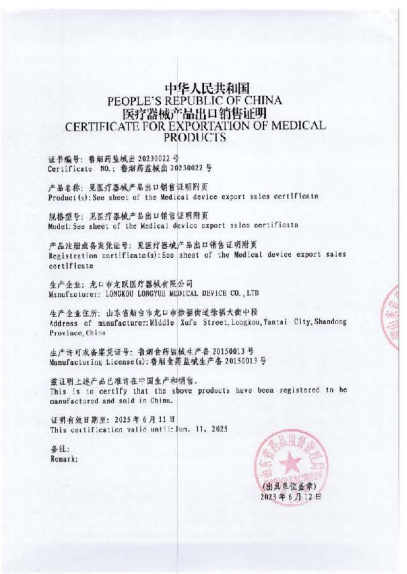 中华人民共和国
PEOPLE'S REPUBLIC OF CHINA
医疗器械产品出口销售证明
CERTIFICATE FOR EXPORTATION OF MEDICAL
PRODUCTS
证书编号：鲁烟药监械出 20230022 号
Certificate NO.: 鲁烟药监械出 20230022 号
产品名称：见医疗器械产品出口销售证明附页
Product(s):See sheet of the Medical device export sales certificate
规格型号：见医疗器械产品出口销售证明附页
Model:See sheet of the Medical device export sales certificate
产品注册或备案凭证号：见医疗器械产品出口销售证明附页
Registration certificate(s):See sheet of the Medical device export sales
certificate
生产企业：龙口市龙跃医疗器械有限公司
Manufacturer: LONGKOU LONGYUE MEDICAL DEVICE CO.,LTD
生产企业住所：山东省烟台市龙口市徐福街道徐福大街中段
Address of manufacturer:Middle Xufu Street,Longkou,Yantai City,Shandong
Province,China
生产许可或备案凭证号：鲁烟食药监械生产备 20150013 号
Manufacturing License(s):鲁烟食药监械生产备 20150013 号
兹证明上述产品已准许在中国生产和销售。
This is to certify that the above products have been registered to be
manufactured and sold in China.
证明有效日期至：2025 年 6 月 11 日
This certification valid until:Jun. 11, 2025
备注：
Remark:
山东省药品监督管理局
(出具单位盖章)
2023 年 6 月 12 日